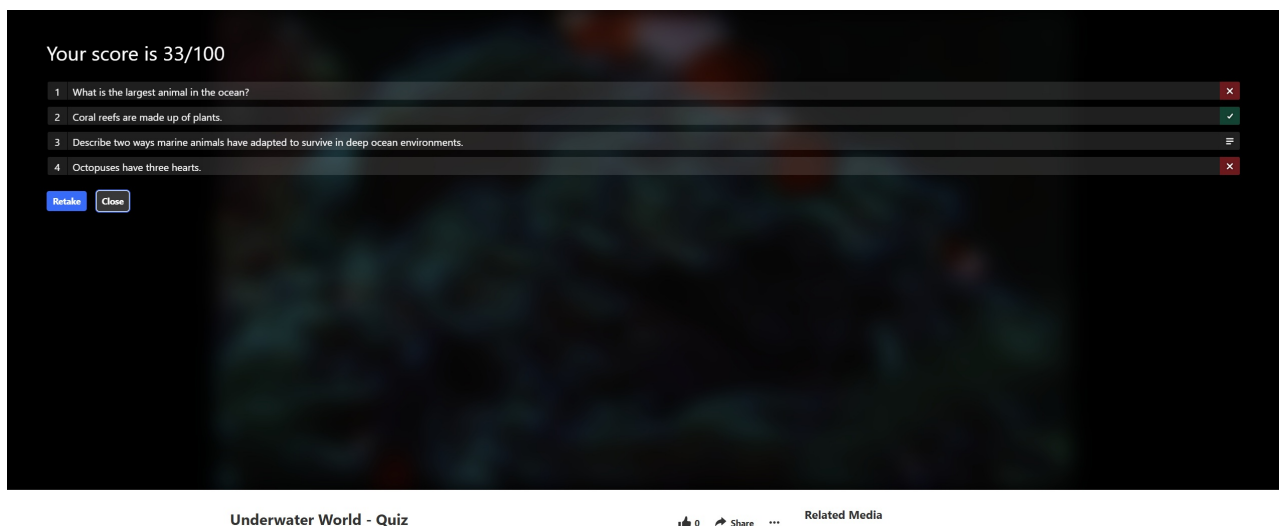 Your score is 33/100
1 What is the largest animal in the ocean?
2 Coral reefs are made up of plants.
3 Describe two ways marine animals have adapted to survive in deep ocean environments.
4 Octopuses have three hearts.
Retake Close
Underwater World - Quiz 0 Share ... Related Media